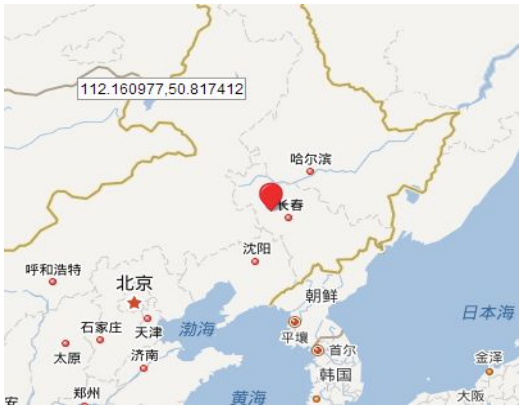 112.160977,50.817412
哈尔滨
长春
沈阳
呼和浩特
北京
朝鲜
日本海
石家庄
天津
渤海
平壤
首尔
太原
济南
韩国
金泽
郑州
黄海
大阪